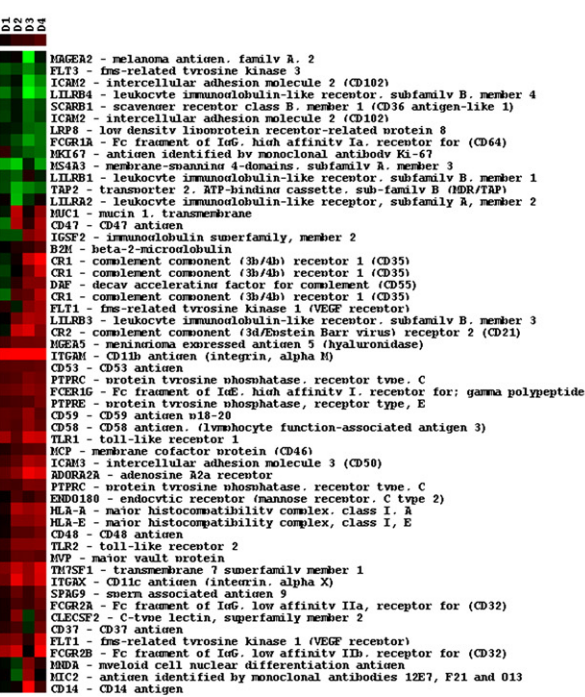 D1 D2 D3 D4
MAGEA2 - melanoma antigen, family A, 2
FLT3 - fms-related tyrosine kinase 3
ICAM2 - intercellular adhesion molecule 2 (CD102)
LILRB4 - leukocyte immunoglobulin-like receptor, subfamily B, member 4
SCARB1 - scavenger receptor class B, member 1 (CD36 antigen-like 1)
ICAM2 - intercellular adhesion molecule 2 (CD102)
LRP8 - low density lipoprotein receptor-related protein 8
FCGR1A - Fc fragment of IgG, high affinity Ia, receptor for (CD64)
MKI67 - antigen identified by monoclonal antibody Ki-67
MS4A3 - membrane-spanning 4-domains, subfamily A, member 3
LILRB1 - leukocyte immunoglobulin-like receptor, subfamily B, member 1
TAP2 - transporter 2, ATP-binding cassette, sub-family B (MDR/TAP)
LILRA2 - leukocyte immunoglobulin-like receptor, subfamily A, member 2
MUC1 - mucin 1, transmembrane
CD47 - CD47 antigen
IGSF2 - immunoglobulin superfamily, member 2
B2M - beta-2-microglobulin
CR1 - complement component (3b/4b) receptor 1 (CD35)
CR1 - complement component (3b/4b) receptor 1 (CD35)
DAF - decay accelerating factor for complement (CD55)
CR1 - complement component (3b/4b) receptor 1 (CD35)
FLT1 - fms-related tyrosine kinase 1 (VEGF receptor)
LILRB3 - leukocyte immunoglobulin-like receptor, subfamily B, member 3
CR2 - complement component (3d/Epstein Barr virus) receptor 2 (CD21)
MGEA5 - meningioma expressed antigen 5 (hyaluronidase)
ITGAM - CD11b antigen (integrin, alpha M)
CD53 - CD53 antigen
PTPRC - protein tyrosine phosphatase, receptor type, C
FCER1G - Fc fragment of IgE, high affinity I, receptor for; gamma polypeptide
PTPRE - protein tyrosine phosphatase, receptor type, E
CD59 - CD59 antigen p18-20
CD58 - CD58 antigen, (lymphocyte function-associated antigen 3)
TLR1 - toll-like receptor 1
MCP - membrane cofactor protein (CD46)
ICAM3 - intercellular adhesion molecule 3 (CD50)
ADORA2A - adenosine A2a receptor
PTPRC - protein tyrosine phosphatase, receptor type, C
ENDO180 - endocytic receptor (mannose receptor, C type 2)
HLA-A - major histocompatibility complex, class I, A
HLA-E - major histocompatibility complex, class I, E
CD48 - CD48 antigen
TLR2 - toll-like receptor 2
MVP - major vault protein
TM7SF1 - transmembrane 7 superfamily member 1
ITGAX - CD11c antigen (integrin, alpha X)
SPAG9 - sperm associated antigen 9
FCGR2A - Fc fragment of IgG, low affinity IIa, receptor for (CD32)
CLECSF2 - C-type lectin, superfamily member 2
CD37 - CD37 antigen
FLT1 - fms-related tyrosine kinase 1 (VEGF receptor)
FCGR2B - Fc fragment of IgG, low affinity IIb, receptor for (CD32)
MNDA - myeloid cell nuclear differentiation antigen
MIC2 - antigen identified by monoclonal antibodies 12E7, F21 and O13
CD14 - CD14 antigen